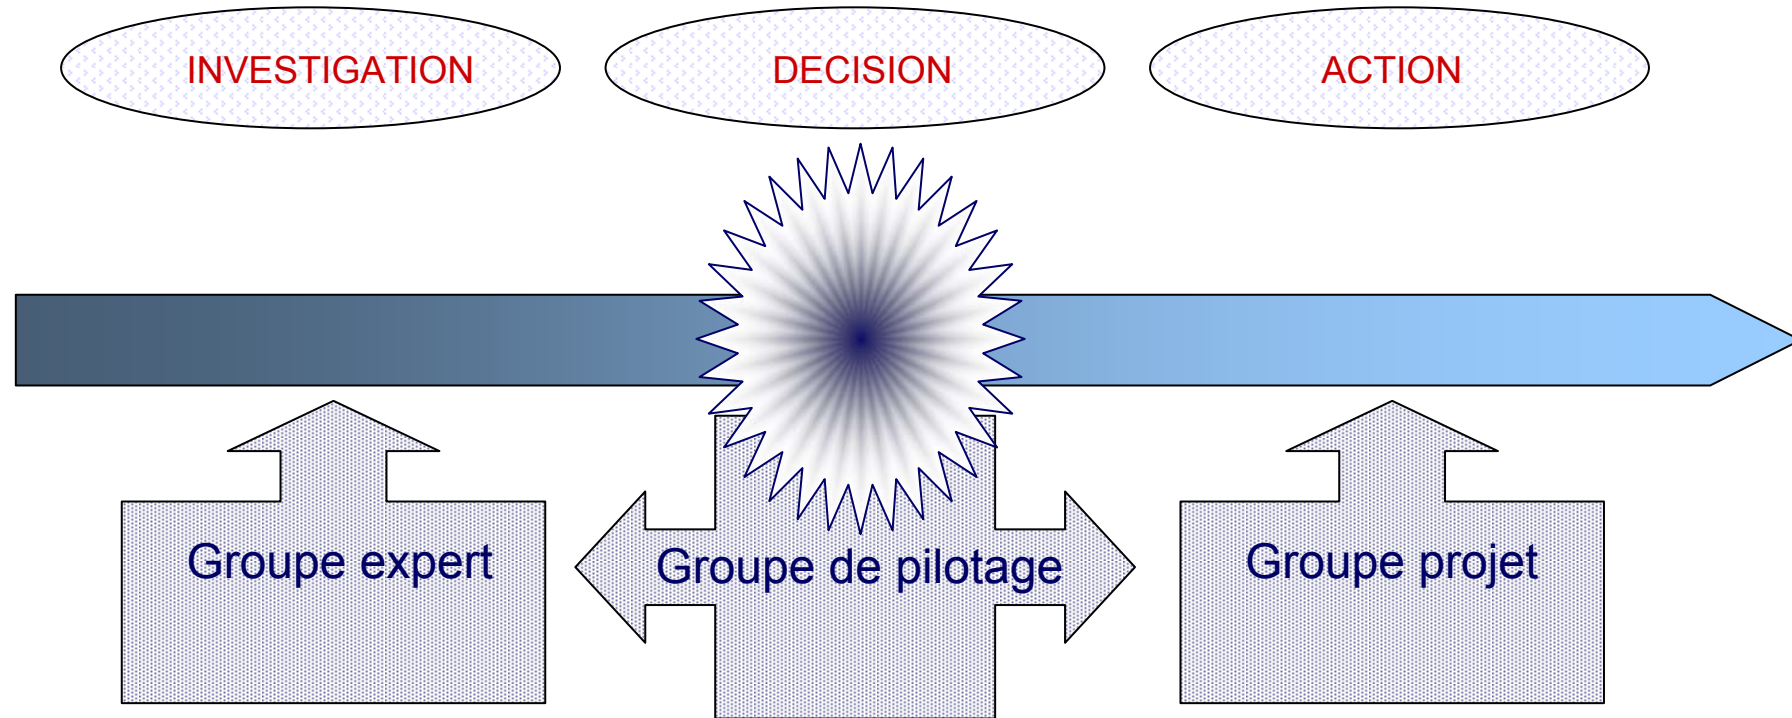 INVESTIGATION
DECISION
ACTION
Groupe expert
Groupe de pilotage
Groupe projet